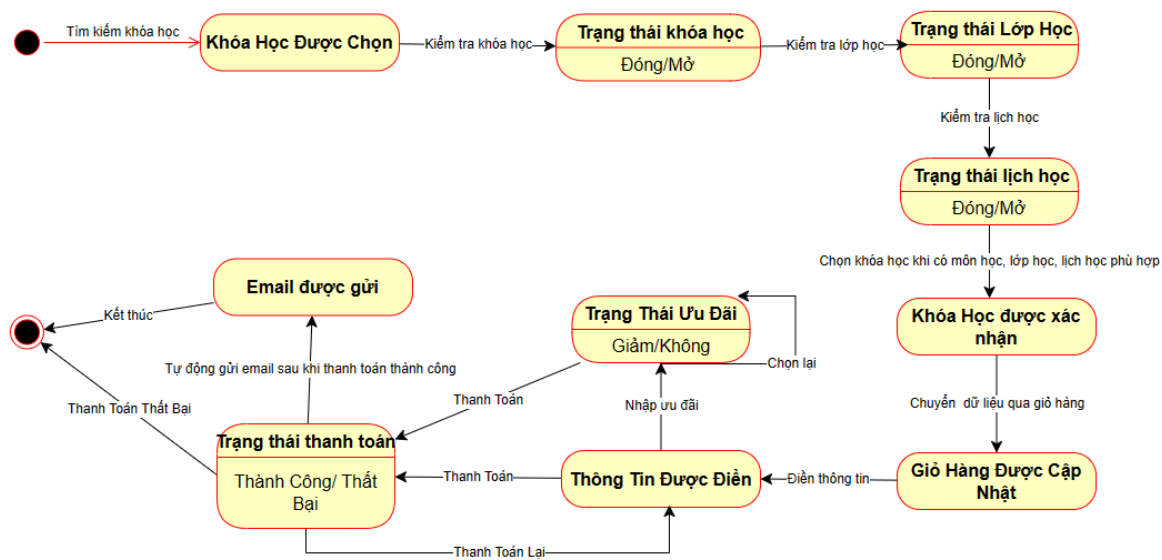 Tìm kiếm khóa học
Khóa Học Được Chọn
Kiểm tra khóa học
Trạng thái khóa học
Đóng/Mở
Kiểm tra lớp học
Trạng thái Lớp Học
Đóng/Mở
Kiểm tra lịch học
Trạng thái lịch học
Đóng/Mở
Chọn khóa học khi có môn học, lớp học, lịch học phù hợp
Khóa Học được xác
nhận
Chuyển dữ liệu qua giỏ hàng
Giỏ Hàng Được Cập
Nhật
Điền thông tin
Thông Tin Được Điền
Nhập ưu đãi
Trạng Thái Ưu Đãi
Giảm/Không
Chọn lại
Thanh Toán
Thanh Toán
Trạng thái thanh toán
Thành Công/ Thất
Bại
Thanh Toán Lại
Tự động gửi email sau khi thanh toán thành công
Email được gửi
Kết thúc
Thanh Toán Thất Bại